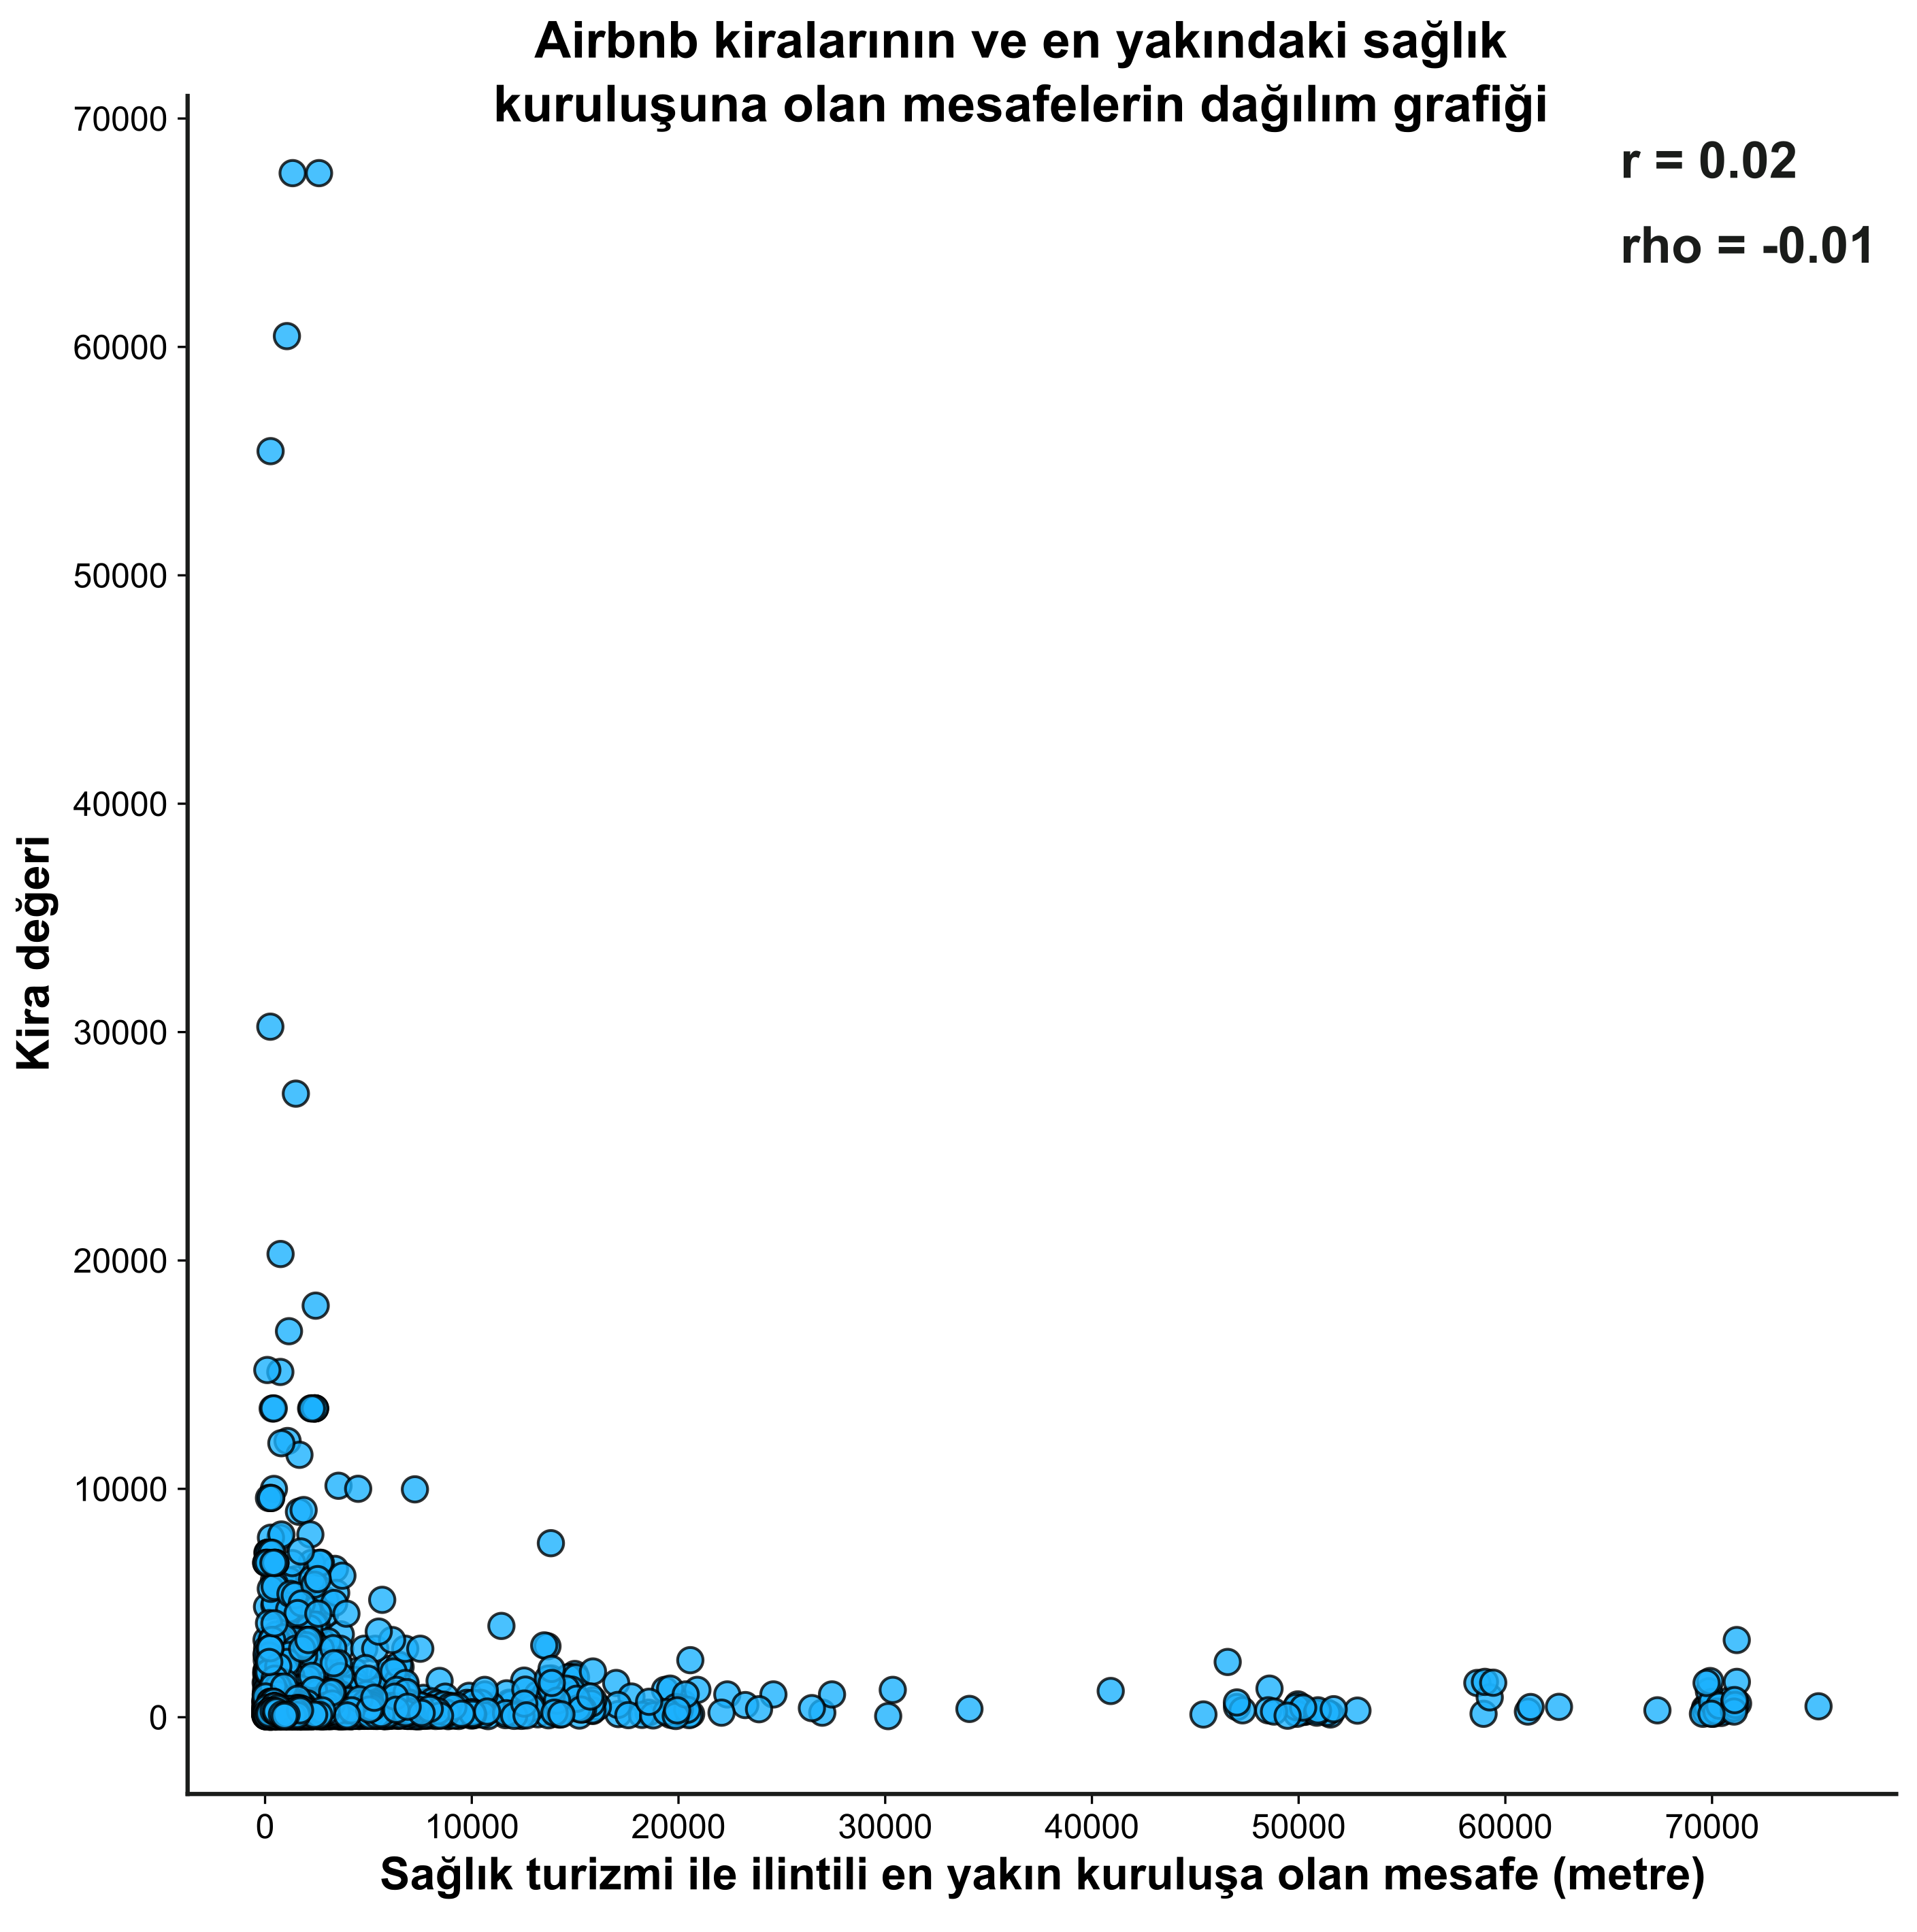 Airbnb kiralarının ve en yakındaki sağlık
kuruluşuna olan mesafelerin dağılım grafiği
r = 0.02
rho = -0.01
Kira değeri
70000
60000
50000
40000
30000
20000
10000
0
0 10000 20000 30000 40000 50000 60000 70000
Sağlık turizmi ile ilintili en yakın kuruluşa olan mesafe (metre)